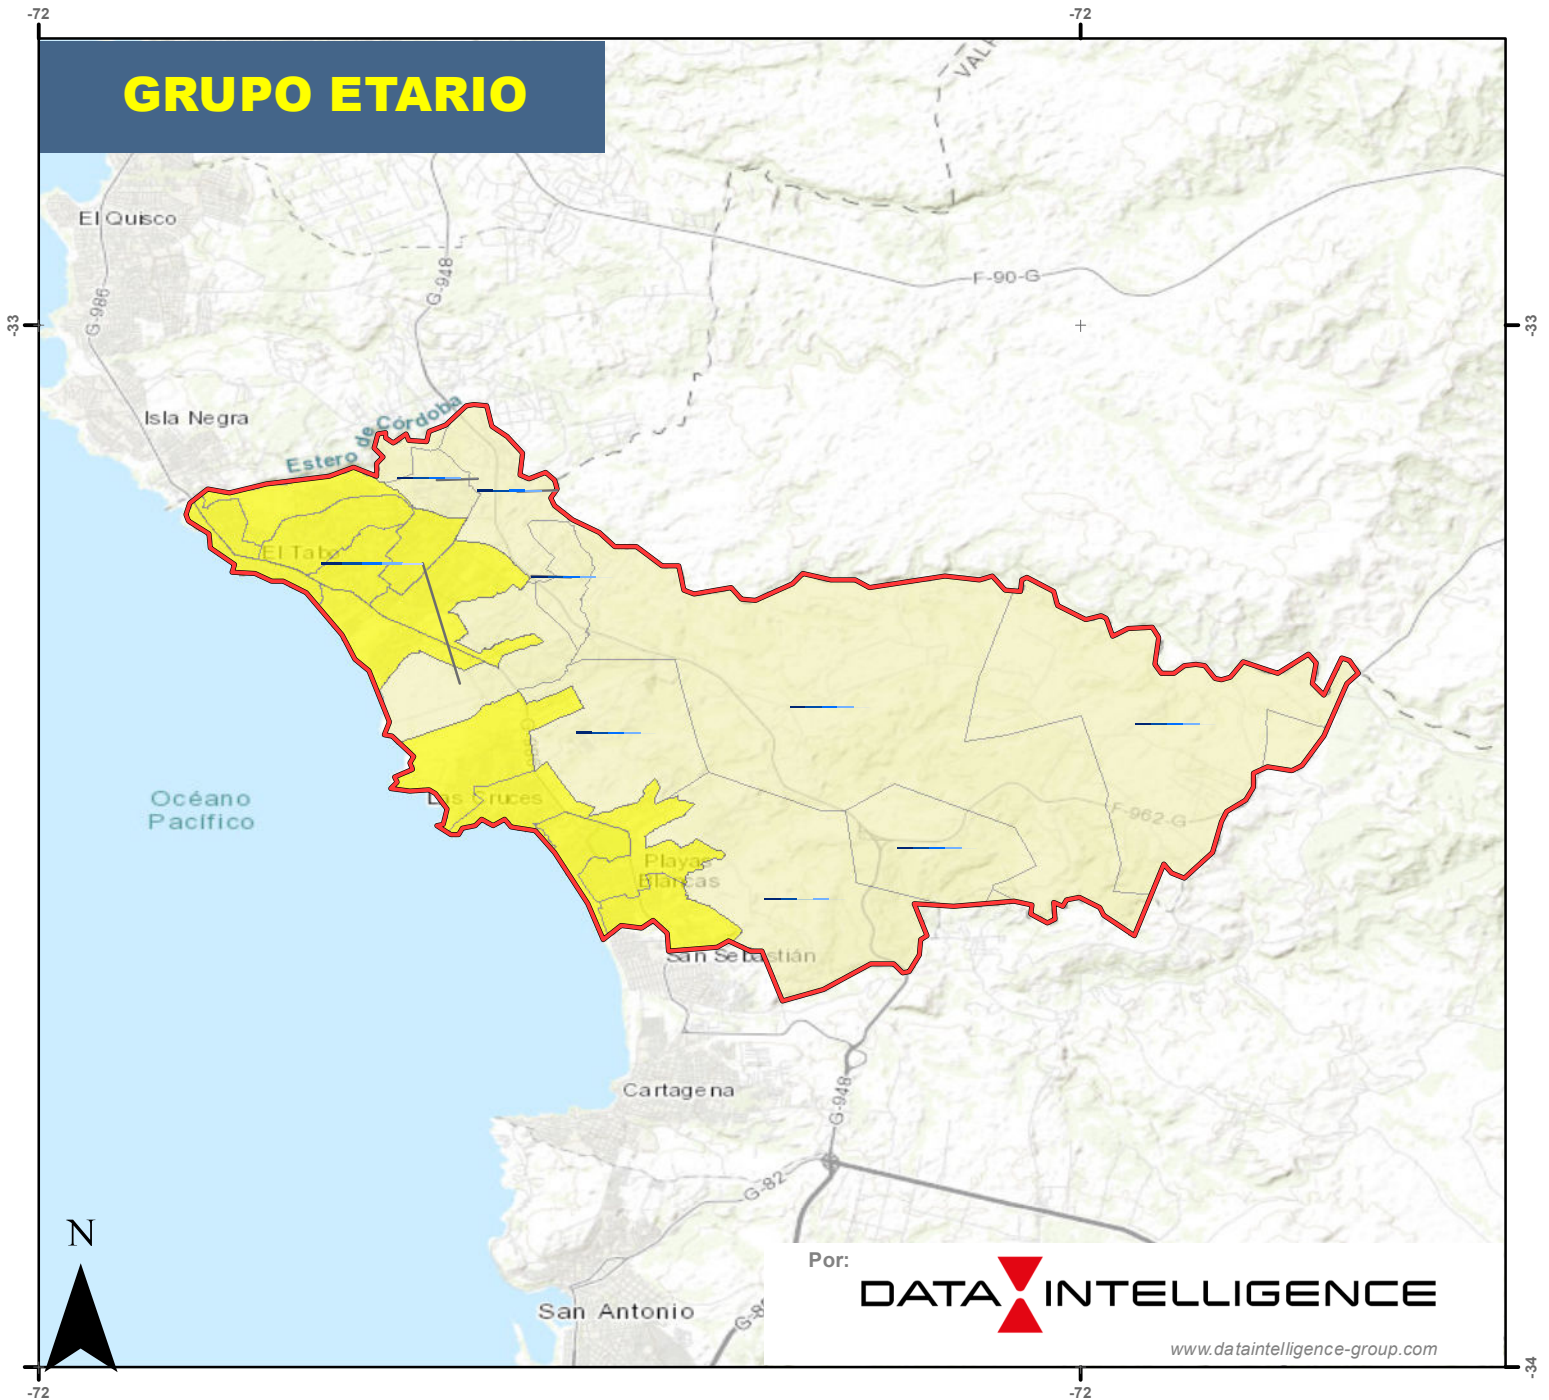 -72
-72
GRUPO ETARIO
El Quisco
G-948
G-986
F-90-G
-33
-33
Isla Negra
Estero de Córdoba
El Tabo
Océano
Pacífico
Las Cruces
F-962-G
Playas
Blancas
San Sebastián
Cartagena
G-948
G-82
N
Por:
DATA INTELLIGENCE
San Antonio
www.dataintelligence-group.com
-34
-72
-72